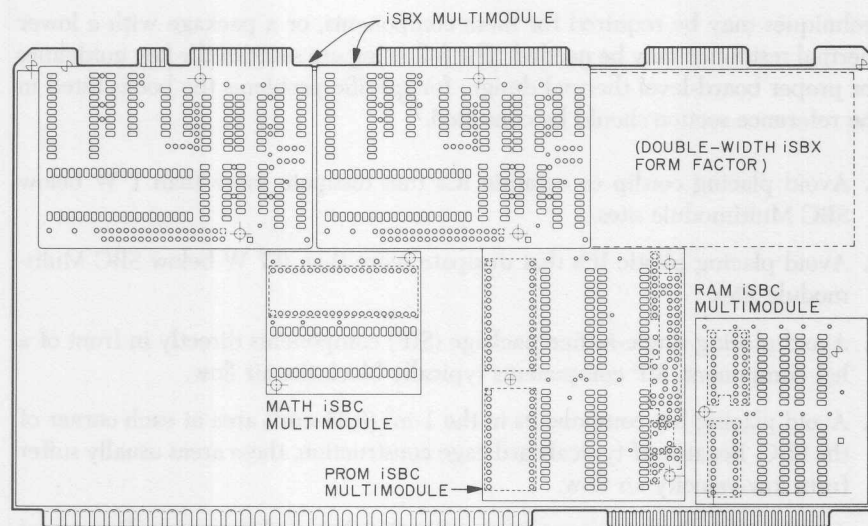 iSBX MULTIMODULE
(DOUBLE-WIDTH iSBX
FORM FACTOR)
RAM iSBC
MULTIMODULE
MATH iSBC
MULTIMODULE
PROM iSBC
MULTIMODULE